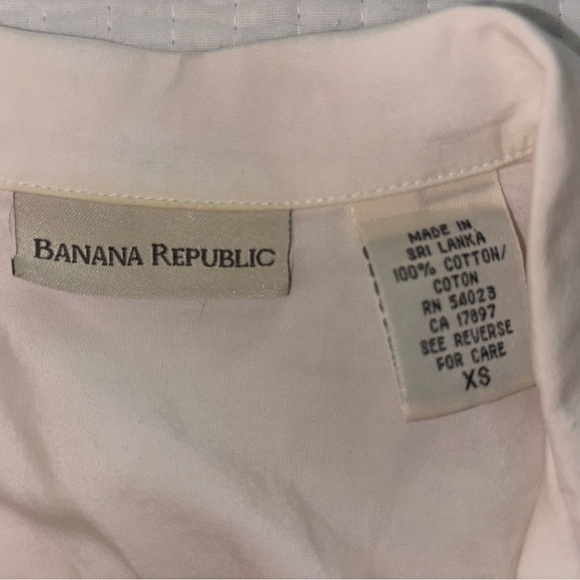 BANANA REPUBLIC
MADE IN
SRI LANKA
100% COTTON/
COTON
RN 54023
CA 17897
SEE REVERSE
FOR CARE
XS